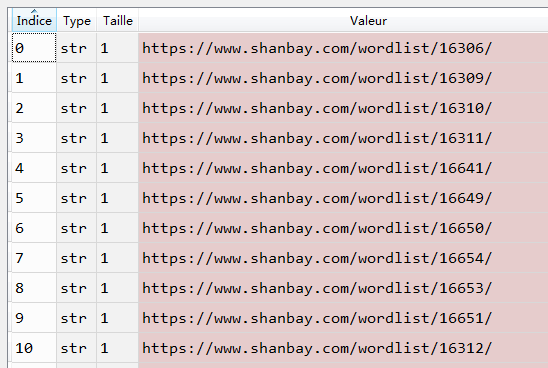 Indice Type Taille Valeur
0 str 1 https://www.shanbay.com/wordlist/16306/
1 str 1 https://www.shanbay.com/wordlist/16309/
2 str 1 https://www.shanbay.com/wordlist/16310/
3 str 1 https://www.shanbay.com/wordlist/16311/
4 str 1 https://www.shanbay.com/wordlist/16641/
5 str 1 https://www.shanbay.com/wordlist/16649/
6 str 1 https://www.shanbay.com/wordlist/16650/
7 str 1 https://www.shanbay.com/wordlist/16654/
8 str 1 https://www.shanbay.com/wordlist/16653/
9 str 1 https://www.shanbay.com/wordlist/16651/
10 str 1 https://www.shanbay.com/wordlist/16312/